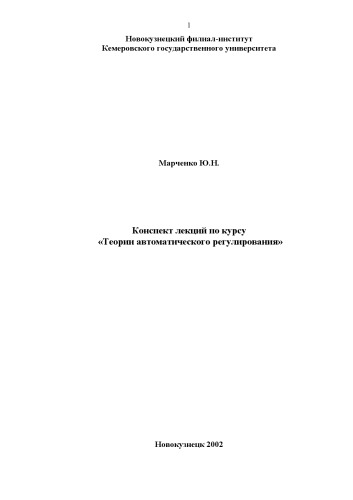 1
Новокузнецкий филиал-институт
Кемеровского государственного университета
Марченко Ю.Н.
Конспект лекций по курсу
«Теории автоматического регулирования»
Новокузнецк 2002